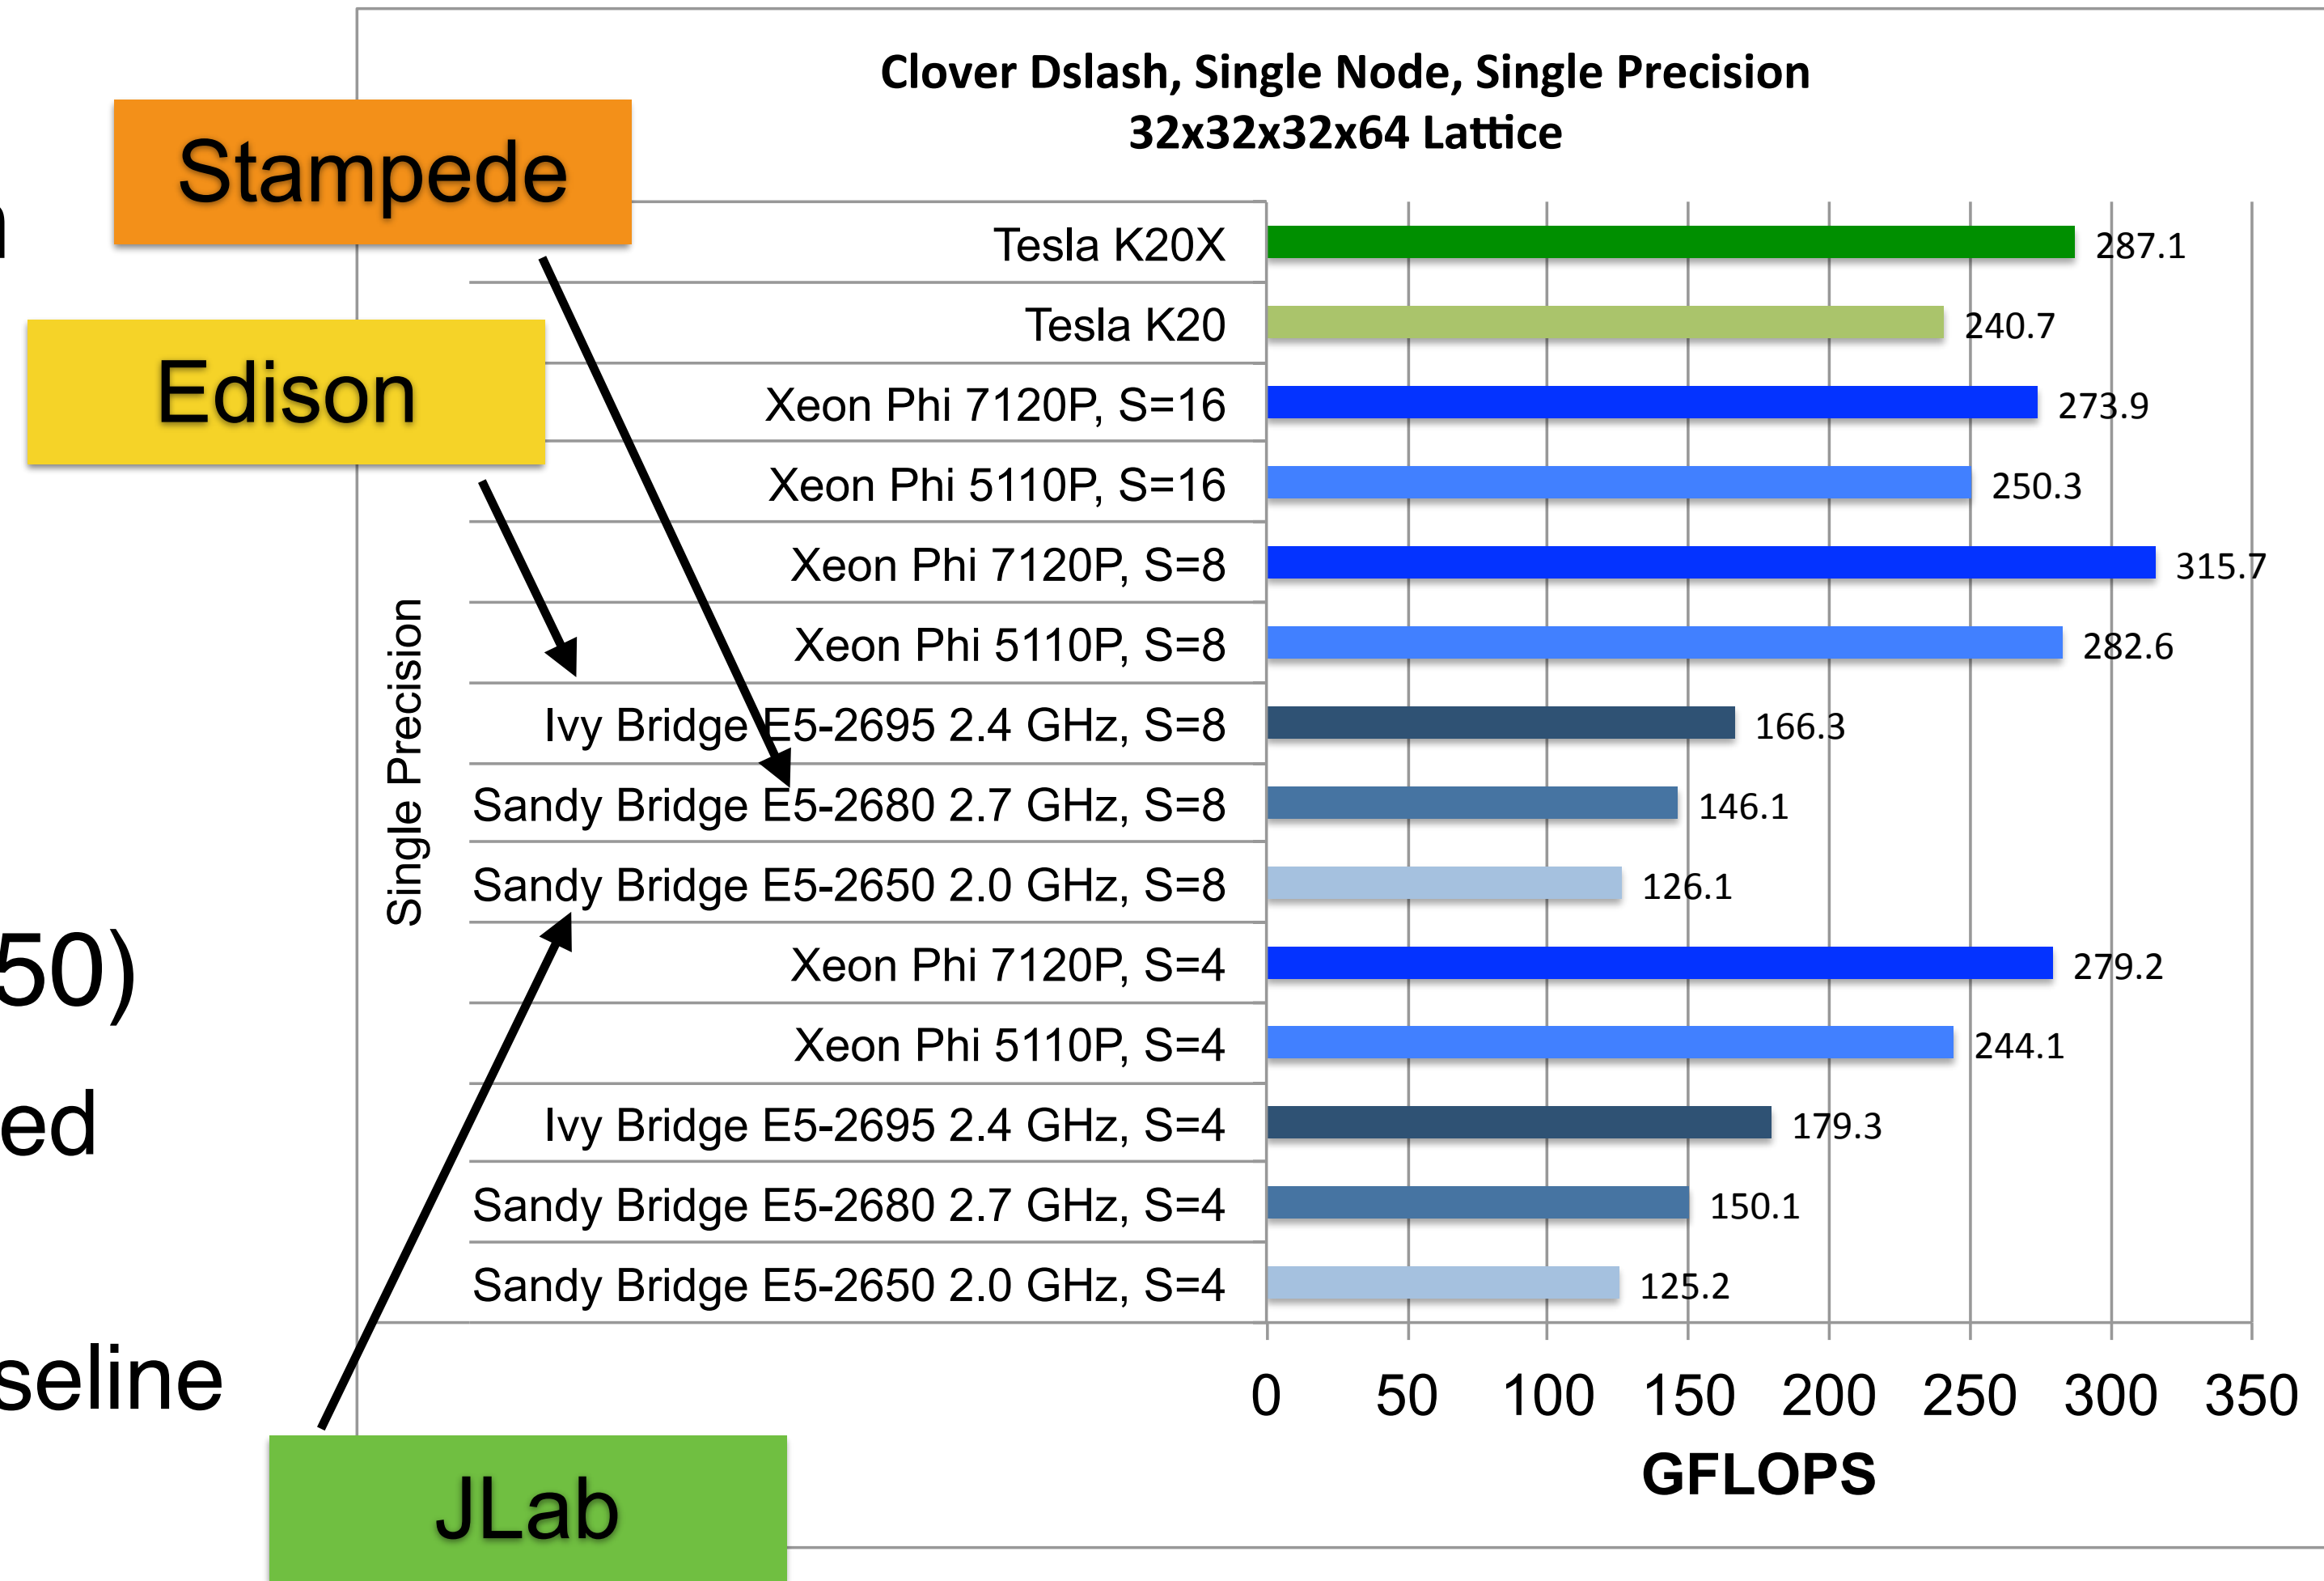 Clover Dslash, Single Node, Single Precision
32x32x32x64 Lattice
Stampede
Edison
JLab
50)
ed
seline
Single Precision
Tesla K20X 287.1
Tesla K20 240.7
Xeon Phi 7120P, S=16 273.9
Xeon Phi 5110P, S=16 250.3
Xeon Phi 7120P, S=8 315.7
Xeon Phi 5110P, S=8 282.6
Ivy Bridge E5-2695 2.4 GHz, S=8 166.3
Sandy Bridge E5-2680 2.7 GHz, S=8 146.1
Sandy Bridge E5-2650 2.0 GHz, S=8 126.1
Xeon Phi 7120P, S=4 279.2
Xeon Phi 5110P, S=4 244.1
Ivy Bridge E5-2695 2.4 GHz, S=4 179.3
Sandy Bridge E5-2680 2.7 GHz, S=4 150.1
Sandy Bridge E5-2650 2.0 GHz, S=4 125.2
0 50 100 150 200 250 300 350
GFLOPS